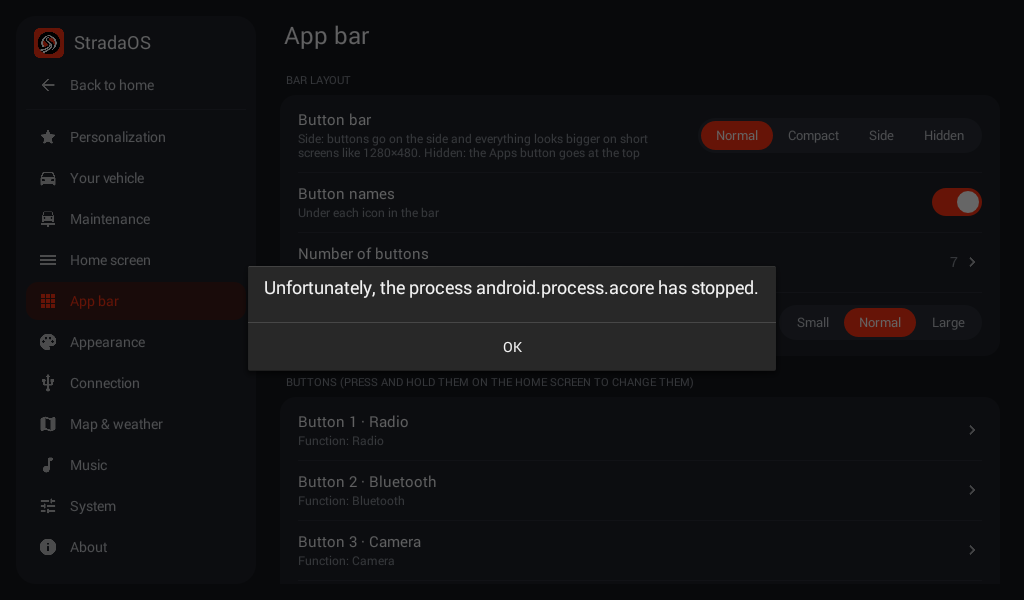 StradaOS
Back to home
Personalization
Your vehicle
Maintenance
Home screen
App bar
Appearance
Connection
Map & weather
Music
System
About
App bar
BAR LAYOUT
Button bar
Side: buttons go on the side and everything looks bigger on short
screens like 1280×480. Hidden: the Apps button goes at the top
Normal Compact Side Hidden
Button names
Under each icon in the bar
Number of buttons
7
Unfortunately, the process android.process.acore has stopped.
OK
Small Normal Large
BUTTONS (PRESS AND HOLD THEM ON THE HOME SCREEN TO CHANGE THEM)
Button 1 · Radio
Function: Radio
Button 2 · Bluetooth
Function: Bluetooth
Button 3 · Camera
Function: Camera